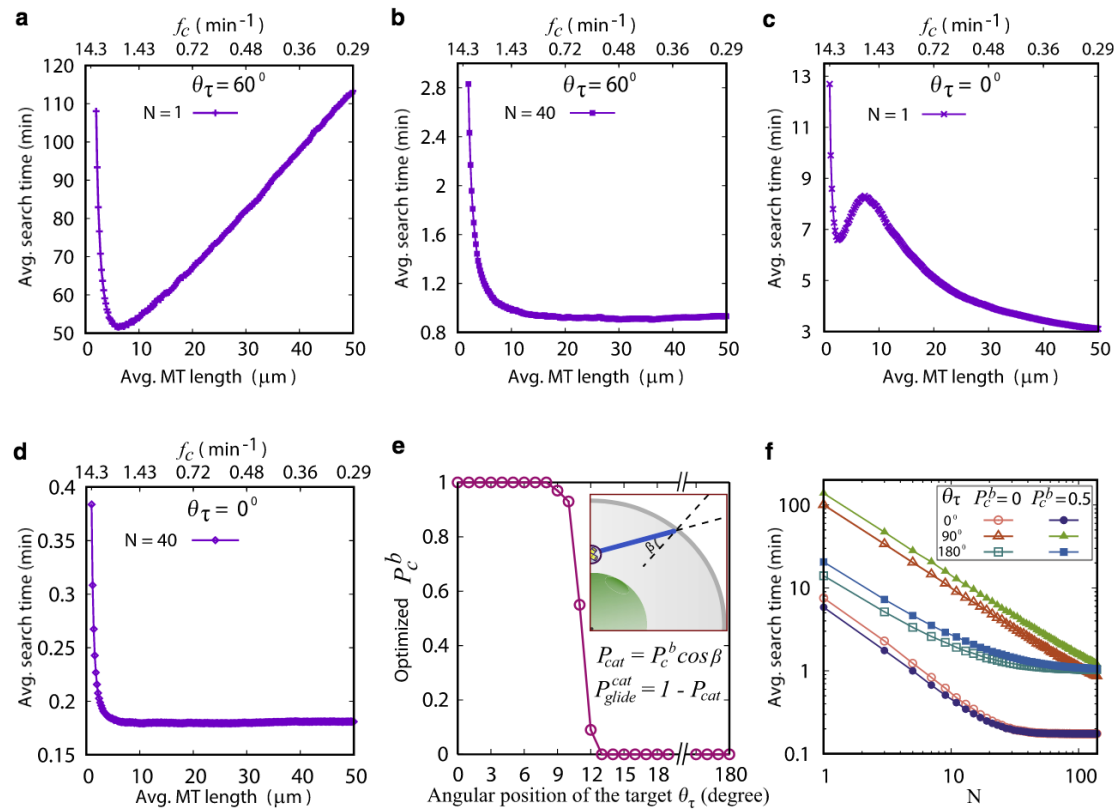 a
f_c (min⁻¹)
14.3 1.43 0.72 0.48 0.36 0.29
θ_τ = 60⁰
N = 1
120
110
100
90
80
70
60
50
0 10 20 30 40 50
Avg. search time (min)
Avg. MT length (μm)
b
f_c (min⁻¹)
14.3 1.43 0.72 0.48 0.36 0.29
θ_τ = 60⁰
N = 40
2.8
2.4
2
1.6
1.2
0.8
0 10 20 30 40 50
Avg. search time (min)
Avg. MT length (μm)
c
f_c (min⁻¹)
14.3 1.43 0.72 0.48 0.36 0.29
θ_τ = 0⁰
N = 1
13
11
9
7
5
3
0 10 20 30 40 50
Avg. search time (min)
Avg. MT length (μm)
d
f_c (min⁻¹)
14.3 1.43 0.72 0.48 0.36 0.29
θ_τ = 0⁰
N = 40
0.4
0.35
0.3
0.25
0.2
0.15
0 10 20 30 40 50
Avg. search time (min)
Avg. MT length (μm)
e
1
0.8
0.6
0.4
0.2
0
Optimized P_c^b
β
P_cat = P_c^b cosβ
P_glide^cat = 1 - P_cat
0 3 6 9 12 15 18 180
Angular position of the target θ_τ (degree)
f
θ_τ P_c^b = 0 P_c^b = 0.5
0⁰
90⁰
180⁰
100
10
1
0.1
1 10 100
Avg. search time (min)
N